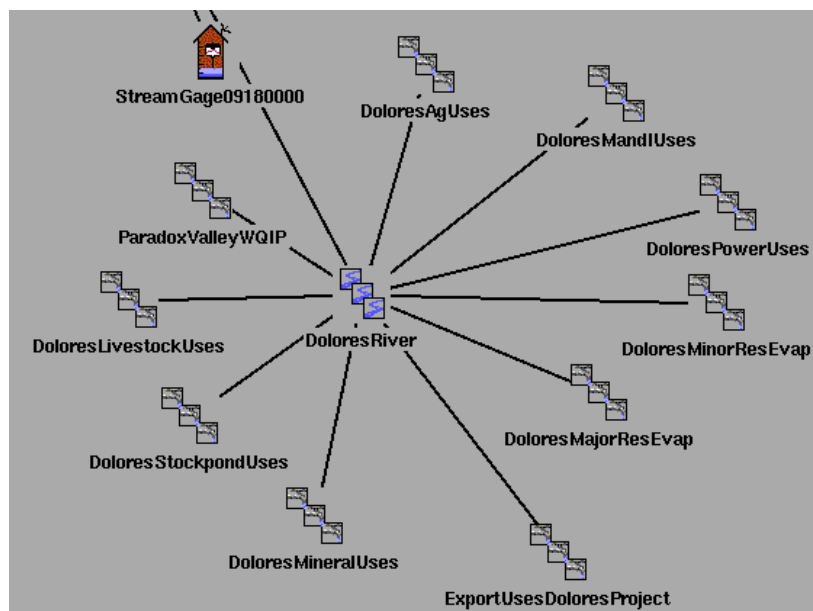 StreamGage09180000
DoloresAgUses
DoloresMandIUses
ParadoxValleyWQIP
DoloresPowerUses
DoloresLivestockUses
DoloresRiver
DoloresMinorResEvap
DoloresMajorResEvap
DoloresStockpondUses
DoloresMineralUses
ExportUsesDoloresProject